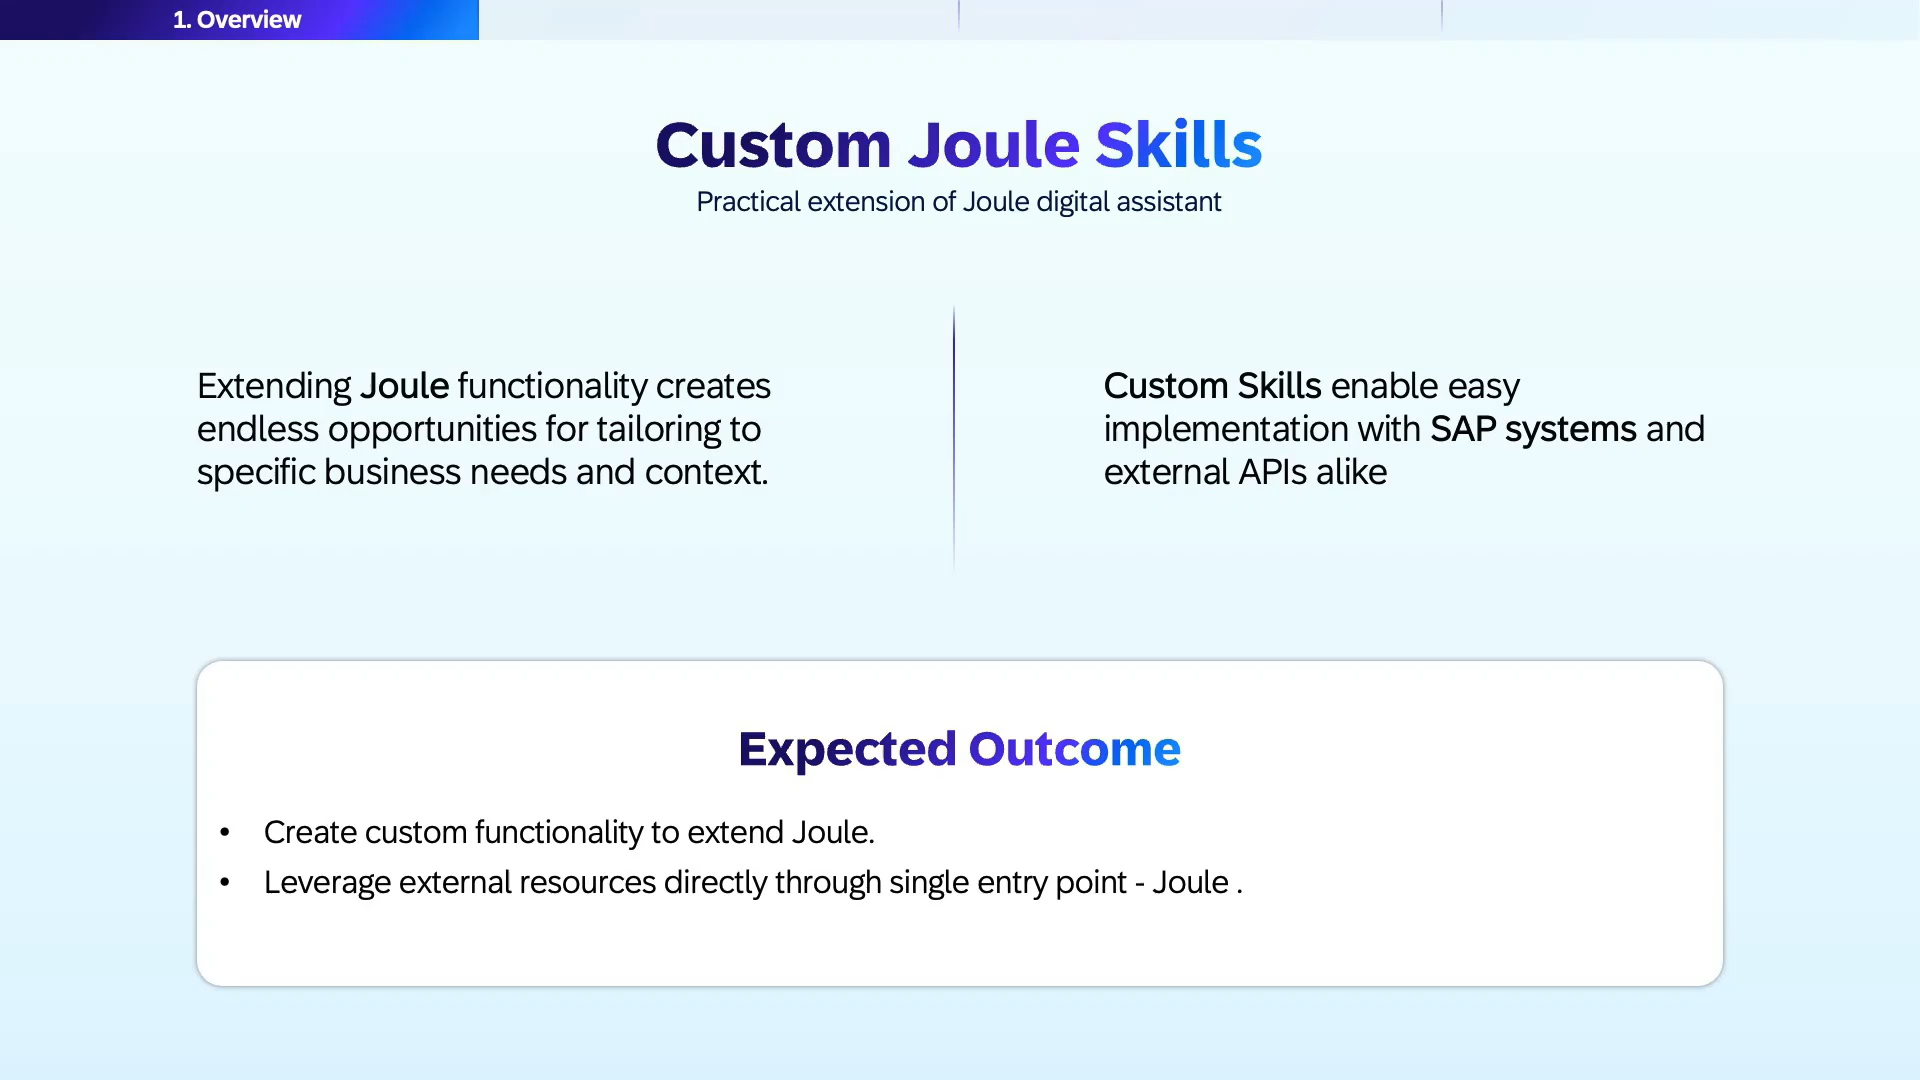 1. Overview
Custom Joule Skills
Practical extension of Joule digital assistant
Extending Joule functionality creates
endless opportunities for tailoring to
specific business needs and context.
Custom Skills enable easy
implementation with SAP systems and
external APIs alike
Expected Outcome
• Create custom functionality to extend Joule.
• Leverage external resources directly through single entry point - Joule .